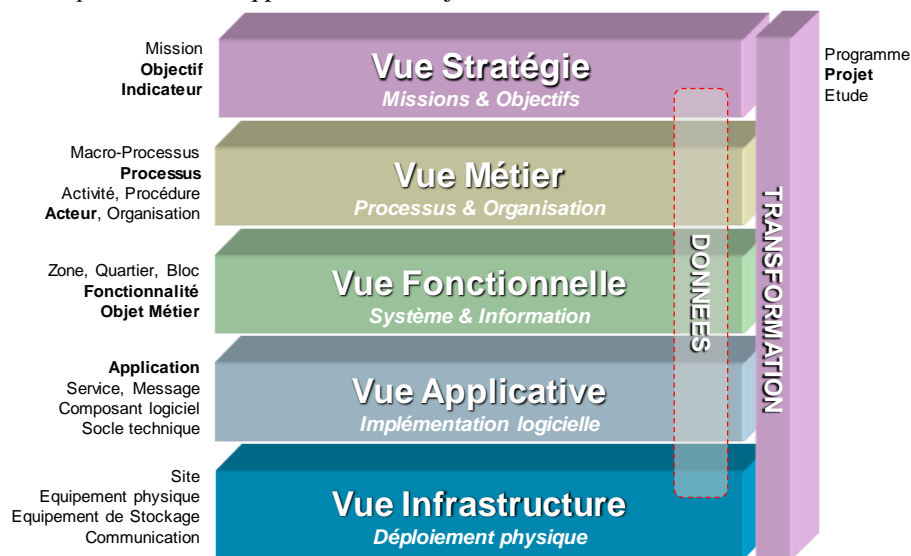 Mission
Objectif
Indicateur
Vue Stratégie
Missions & Objectifs
Programme
Projet
Etude
Macro-Processus
Processus
Activité, Procédure
Acteur, Organisation
Vue Métier
Processus & Organisation
Zone, Quartier, Bloc
Fonctionnalité
Objet Métier
Vue Fonctionnelle
Système & Information
Application
Service, Message
Composant logiciel
Socle technique
Vue Applicative
Implémentation logicielle
Site
Equipement physique
Equipement de Stockage
Communication
Vue Infrastructure
Déploiement physique
DONNEES
TRANSFORMATION